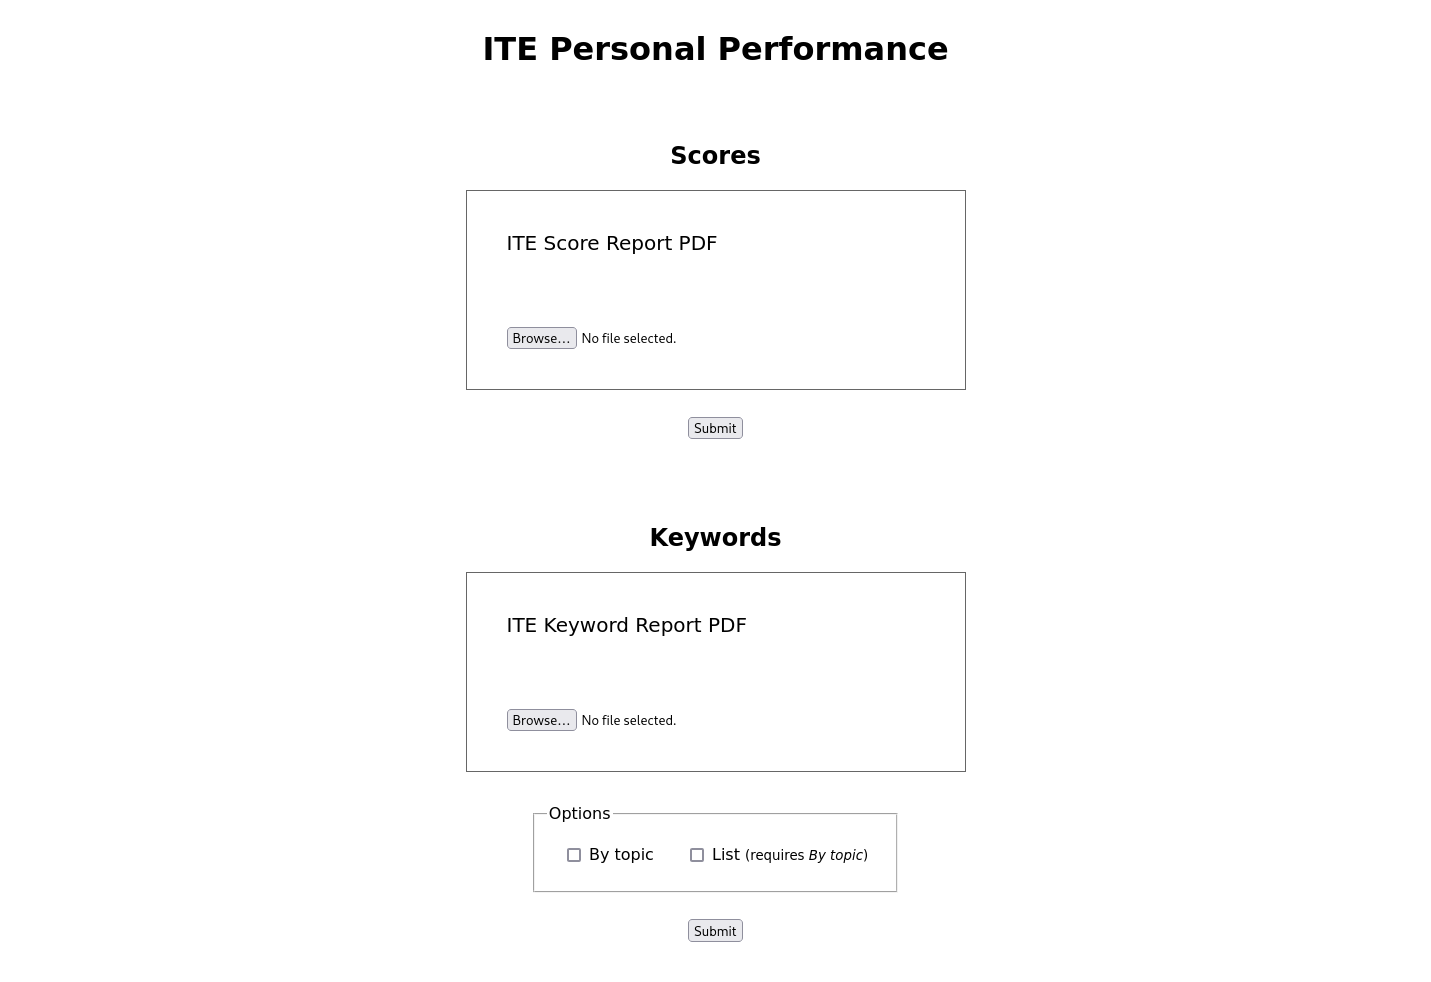 ITE Personal Performance
Scores
ITE Score Report PDF
Browse... No file selected.
Submit
Keywords
ITE Keyword Report PDF
Browse... No file selected.
Options
By topic List (requires By topic)
Submit